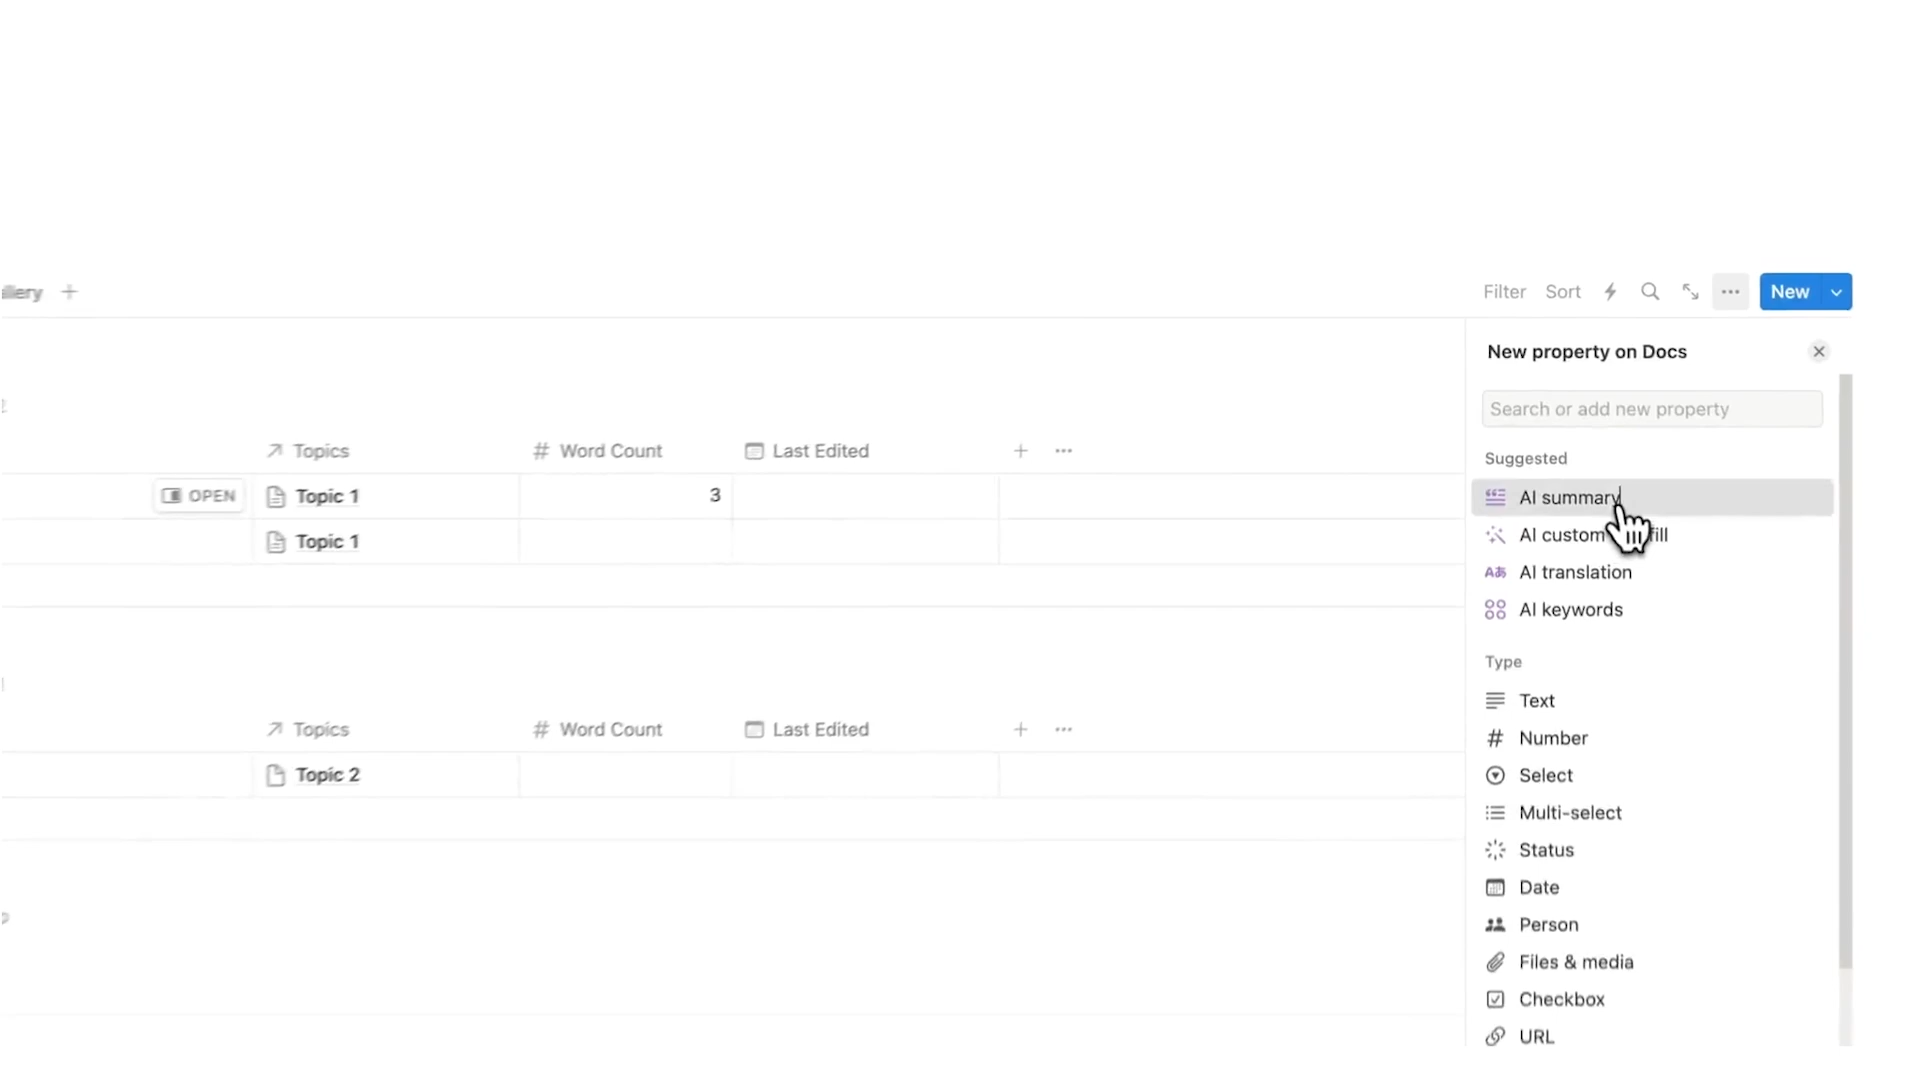 Filter Sort New
New property on Docs
Search or add new property
Topics # Word Count Last Edited
Suggested
OPEN Topic 1 3
AI summary
Topic 1
AI custom
AI translation
AI keywords
Type
Topics # Word Count Last Edited
Text
# Number
Topic 2
Select
Multi-select
Status
Date
Person
Files & media
Checkbox
URL